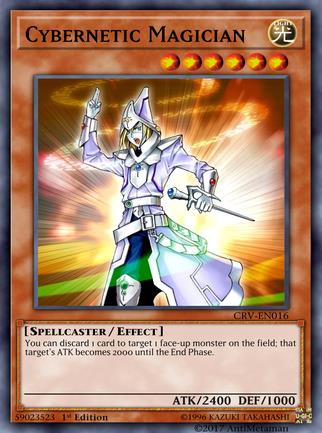 Cybernetic Magician
LIGHT
光
CRV-EN016
[Spellcaster / Effect]
You can discard 1 card to target 1 face-up monster on the field; that
target's ATK becomes 2000 until the End Phase.
ATK/2400 DEF/1000
59023523 1st Edition ©1996 KAZUKI TAKAHASHI
©2017 AntiMetaman